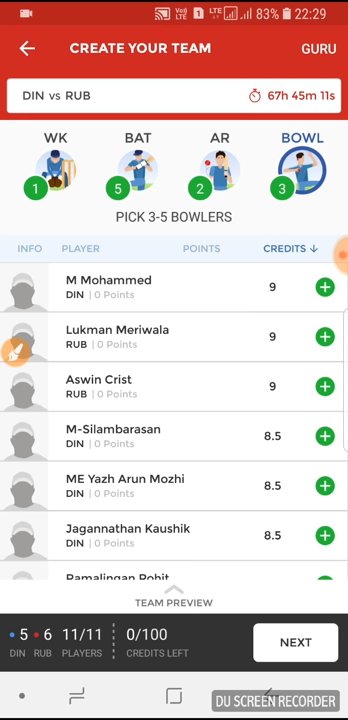 83% 22:29
CREATE YOUR TEAM GURU
DIN vs RUB 67h 45m 11s
WK BAT AR BOWL
1 5 2 3
PICK 3-5 BOWLERS
INFO PLAYER POINTS CREDITS ↓
M Mohammed
DIN | 0 Points 9
Lukman Meriwala
RUB | 0 Points 9
Aswin Crist
RUB | 0 Points 9
M-Silambarasan
DIN | 0 Points 8.5
ME Yazh Arun Mozhi
DIN | 0 Points 8.5
Jagannathan Kaushik
DIN | 0 Points 8.5
Ramalingan Rohit
TEAM PREVIEW
5 6 11/11 0/100 NEXT
DIN RUB PLAYERS CREDITS LEFT
DU SCREEN RECORDER